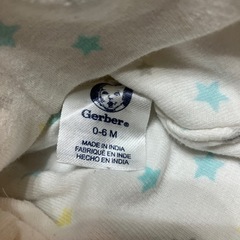 Gerber®
0-6 M
MADE IN INDIA
FABRIQUÉ EN INDE
HECHO EN INDIA